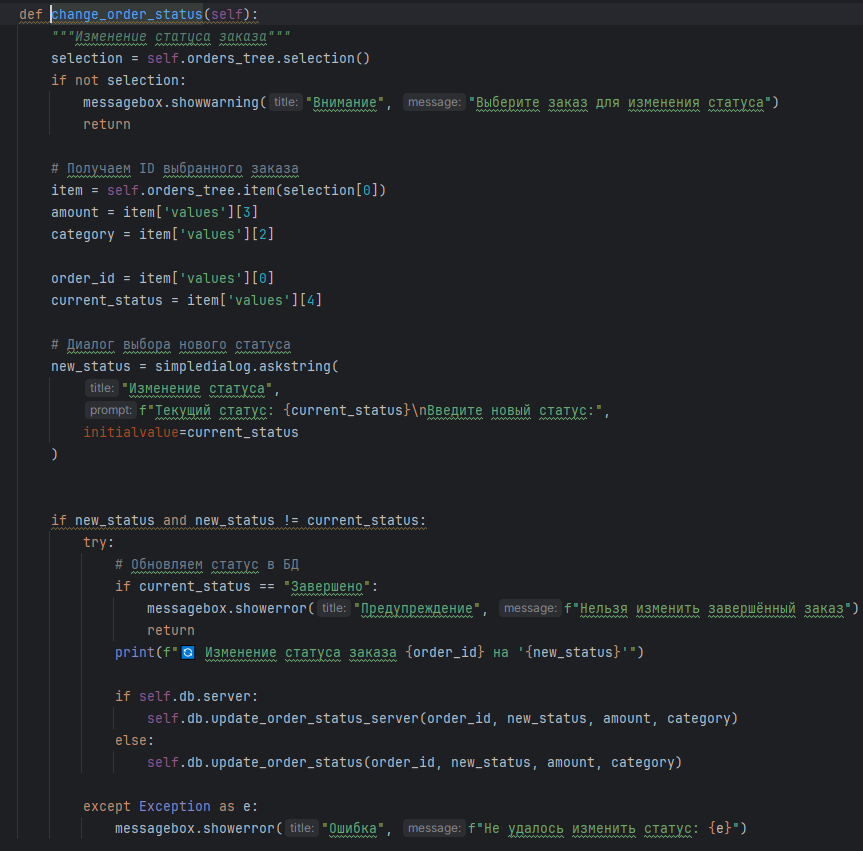 def change_order_status(self):
    """Изменение статуса заказа"""
    selection = self.orders_tree.selection()
    if not selection:
        messagebox.showwarning( title: "Внимание", message: "Выберите заказ для изменения статуса")
        return

    # Получаем ID выбранного заказа
    item = self.orders_tree.item(selection[0])
    amount = item['values'][3]
    category = item['values'][2]

    order_id = item['values'][0]
    current_status = item['values'][4]

    # Диалог выбора нового статуса
    new_status = simpledialog.askstring(
        title: "Изменение статуса",
        prompt: f"Текущий статус: {current_status}\nВведите новый статус:",
        initialvalue=current_status
    )

    if new_status and new_status != current_status:
        try:
            # Обновляем статус в БД
            if current_status == "Завершено":
                messagebox.showerror( title: "Предупреждение", message: f"Нельзя изменить завершённый заказ")
                return
            print(f"🔄 Изменение статуса заказа {order_id} на '{new_status}'")

            if self.db.server:
                self.db.update_order_status_server(order_id, new_status, amount, category)
            else:
                self.db.update_order_status(order_id, new_status, amount, category)

        except Exception as e:
            messagebox.showerror( title: "Ошибка", message: f"Не удалось изменить статус: {e}")